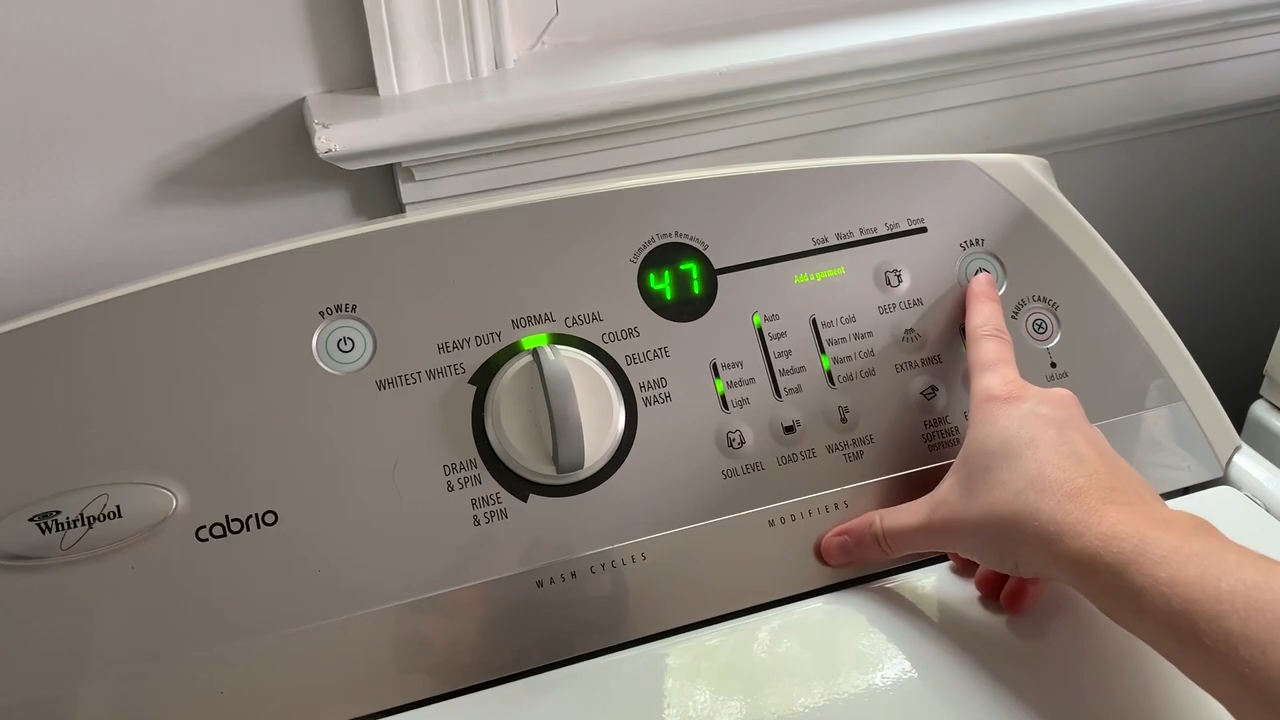 Estimated Time Remaining
47
Soak Wash Rinse Spin Done
Add a garment
START
PAUSE/CANCEL
Lid Lock
POWER
WHITEST WHITES
HEAVY DUTY
NORMAL
CASUAL
COLORS
DELICATE
HAND
WASH
DRAIN
& SPIN
RINSE
& SPIN
Heavy
Medium
Light
SOIL LEVEL
Auto
Super
Large
Medium
Small
LOAD SIZE
Hot / Cold
Warm / Warm
Warm / Cold
Cold / Cold
WASH-RINSE
TEMP
DEEP CLEAN
EXTRA RINSE
FABRIC
SOFTENER
DISPENSER
Whirlpool
cabrio
WASH CYCLES
MODIFIERS